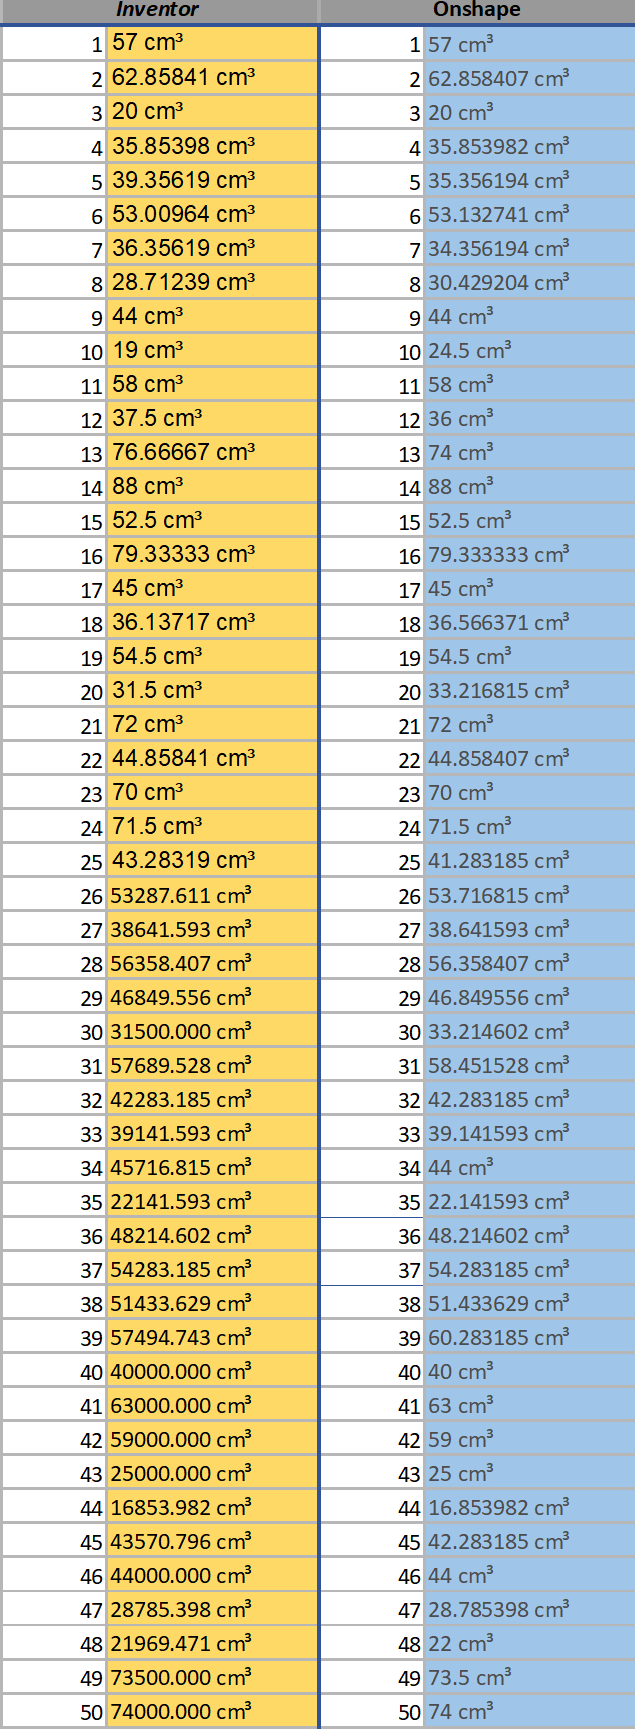 Inventor Onshape
1 57 cm³ 1 57 cm³
2 62.85841 cm³ 2 62.858407 cm³
3 20 cm³ 3 20 cm³
4 35.85398 cm³ 4 35.853982 cm³
5 39.35619 cm³ 5 35.356194 cm³
6 53.00964 cm³ 6 53.132741 cm³
7 36.35619 cm³ 7 34.356194 cm³
8 28.71239 cm³ 8 30.429204 cm³
9 44 cm³ 9 44 cm³
10 19 cm³ 10 24.5 cm³
11 58 cm³ 11 58 cm³
12 37.5 cm³ 12 36 cm³
13 76.66667 cm³ 13 74 cm³
14 88 cm³ 14 88 cm³
15 52.5 cm³ 15 52.5 cm³
16 79.33333 cm³ 16 79.333333 cm³
17 45 cm³ 17 45 cm³
18 36.13717 cm³ 18 36.566371 cm³
19 54.5 cm³ 19 54.5 cm³
20 31.5 cm³ 20 33.216815 cm³
21 72 cm³ 21 72 cm³
22 44.85841 cm³ 22 44.858407 cm³
23 70 cm³ 23 70 cm³
24 71.5 cm³ 24 71.5 cm³
25 43.28319 cm³ 25 41.283185 cm³
26 53287.611 cm³ 26 53.716815 cm³
27 38641.593 cm³ 27 38.641593 cm³
28 56358.407 cm³ 28 56.358407 cm³
29 46849.556 cm³ 29 46.849556 cm³
30 31500.000 cm³ 30 33.214602 cm³
31 57689.528 cm³ 31 58.451528 cm³
32 42283.185 cm³ 32 42.283185 cm³
33 39141.593 cm³ 33 39.141593 cm³
34 45716.815 cm³ 34 44 cm³
35 22141.593 cm³ 35 22.141593 cm³
36 48214.602 cm³ 36 48.214602 cm³
37 54283.185 cm³ 37 54.283185 cm³
38 51433.629 cm³ 38 51.433629 cm³
39 57494.743 cm³ 39 60.283185 cm³
40 40000.000 cm³ 40 40 cm³
41 63000.000 cm³ 41 63 cm³
42 59000.000 cm³ 42 59 cm³
43 25000.000 cm³ 43 25 cm³
44 16853.982 cm³ 44 16.853982 cm³
45 43570.796 cm³ 45 42.283185 cm³
46 44000.000 cm³ 46 44 cm³
47 28785.398 cm³ 47 28.785398 cm³
48 21969.471 cm³ 48 22 cm³
49 73500.000 cm³ 49 73.5 cm³
50 74000.000 cm³ 50 74 cm³